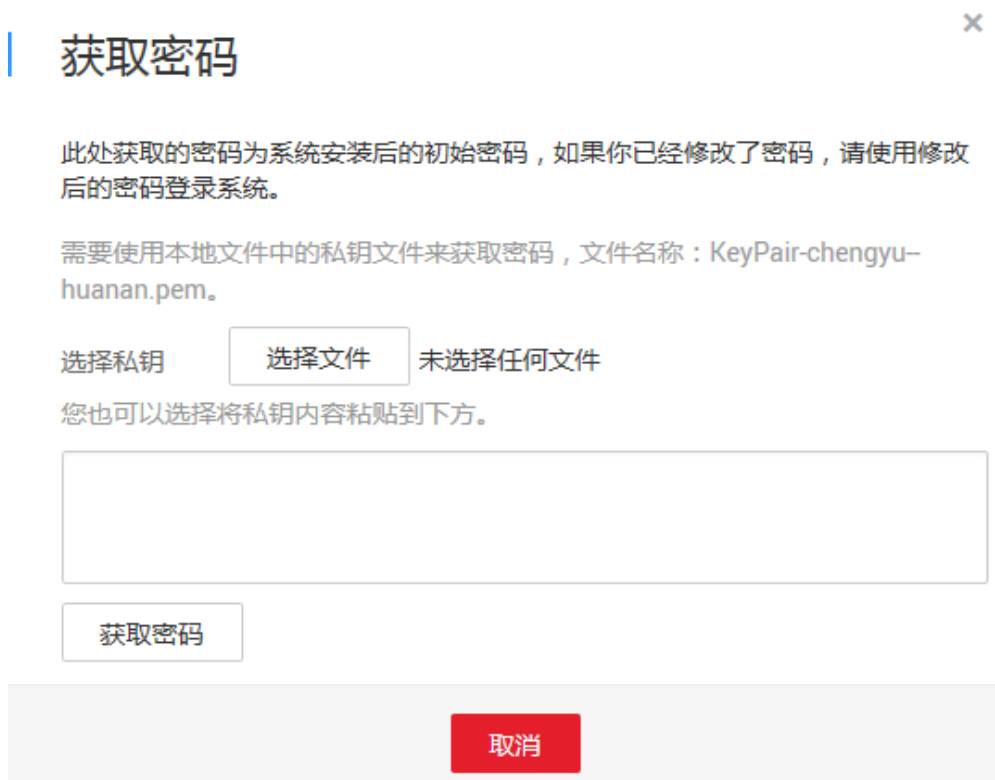 获取密码
此处获取的密码为系统安装后的初始密码，如果你已经修改了密码，请使用修改
后的密码登录系统。
需要使用本地文件中的私钥文件来获取密码，文件名称：KeyPair-chengyu--
huanan.pem。
选择私钥 选择文件 未选择任何文件
您也可以选择将私钥内容粘贴到下方。
获取密码
取消